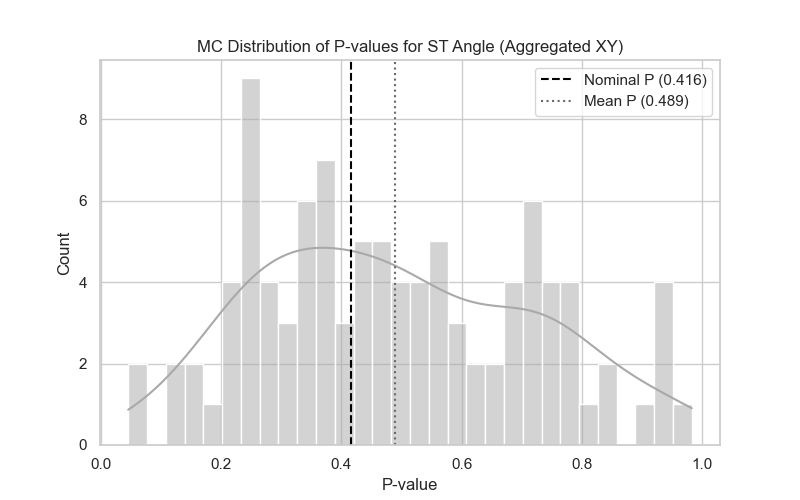 MC Distribution of P-values for ST Angle (Aggregated XY)
Nominal P (0.416)
Mean P (0.489)
8
6
4
2
0
Count
0.0 0.2 0.4 0.6 0.8 1.0
P-value